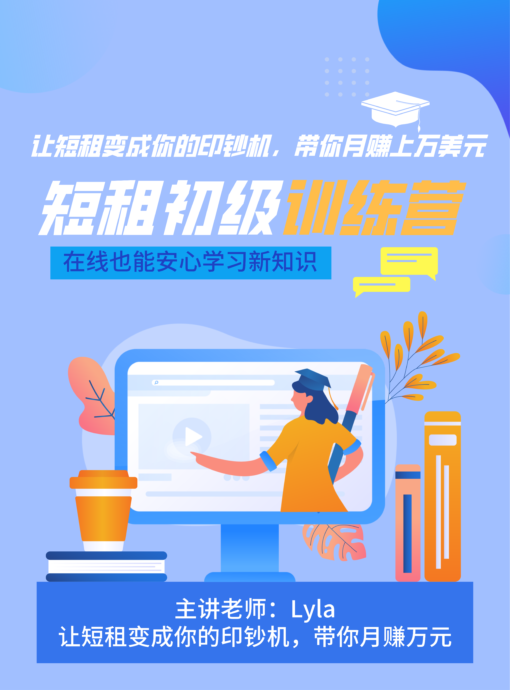 让短租变成你的印钞机，带你月赚上万美元
短租初级训练营
在线也能安心学习新知识
主讲老师：Lyla
让短租变成你的印钞机，带你月赚万元